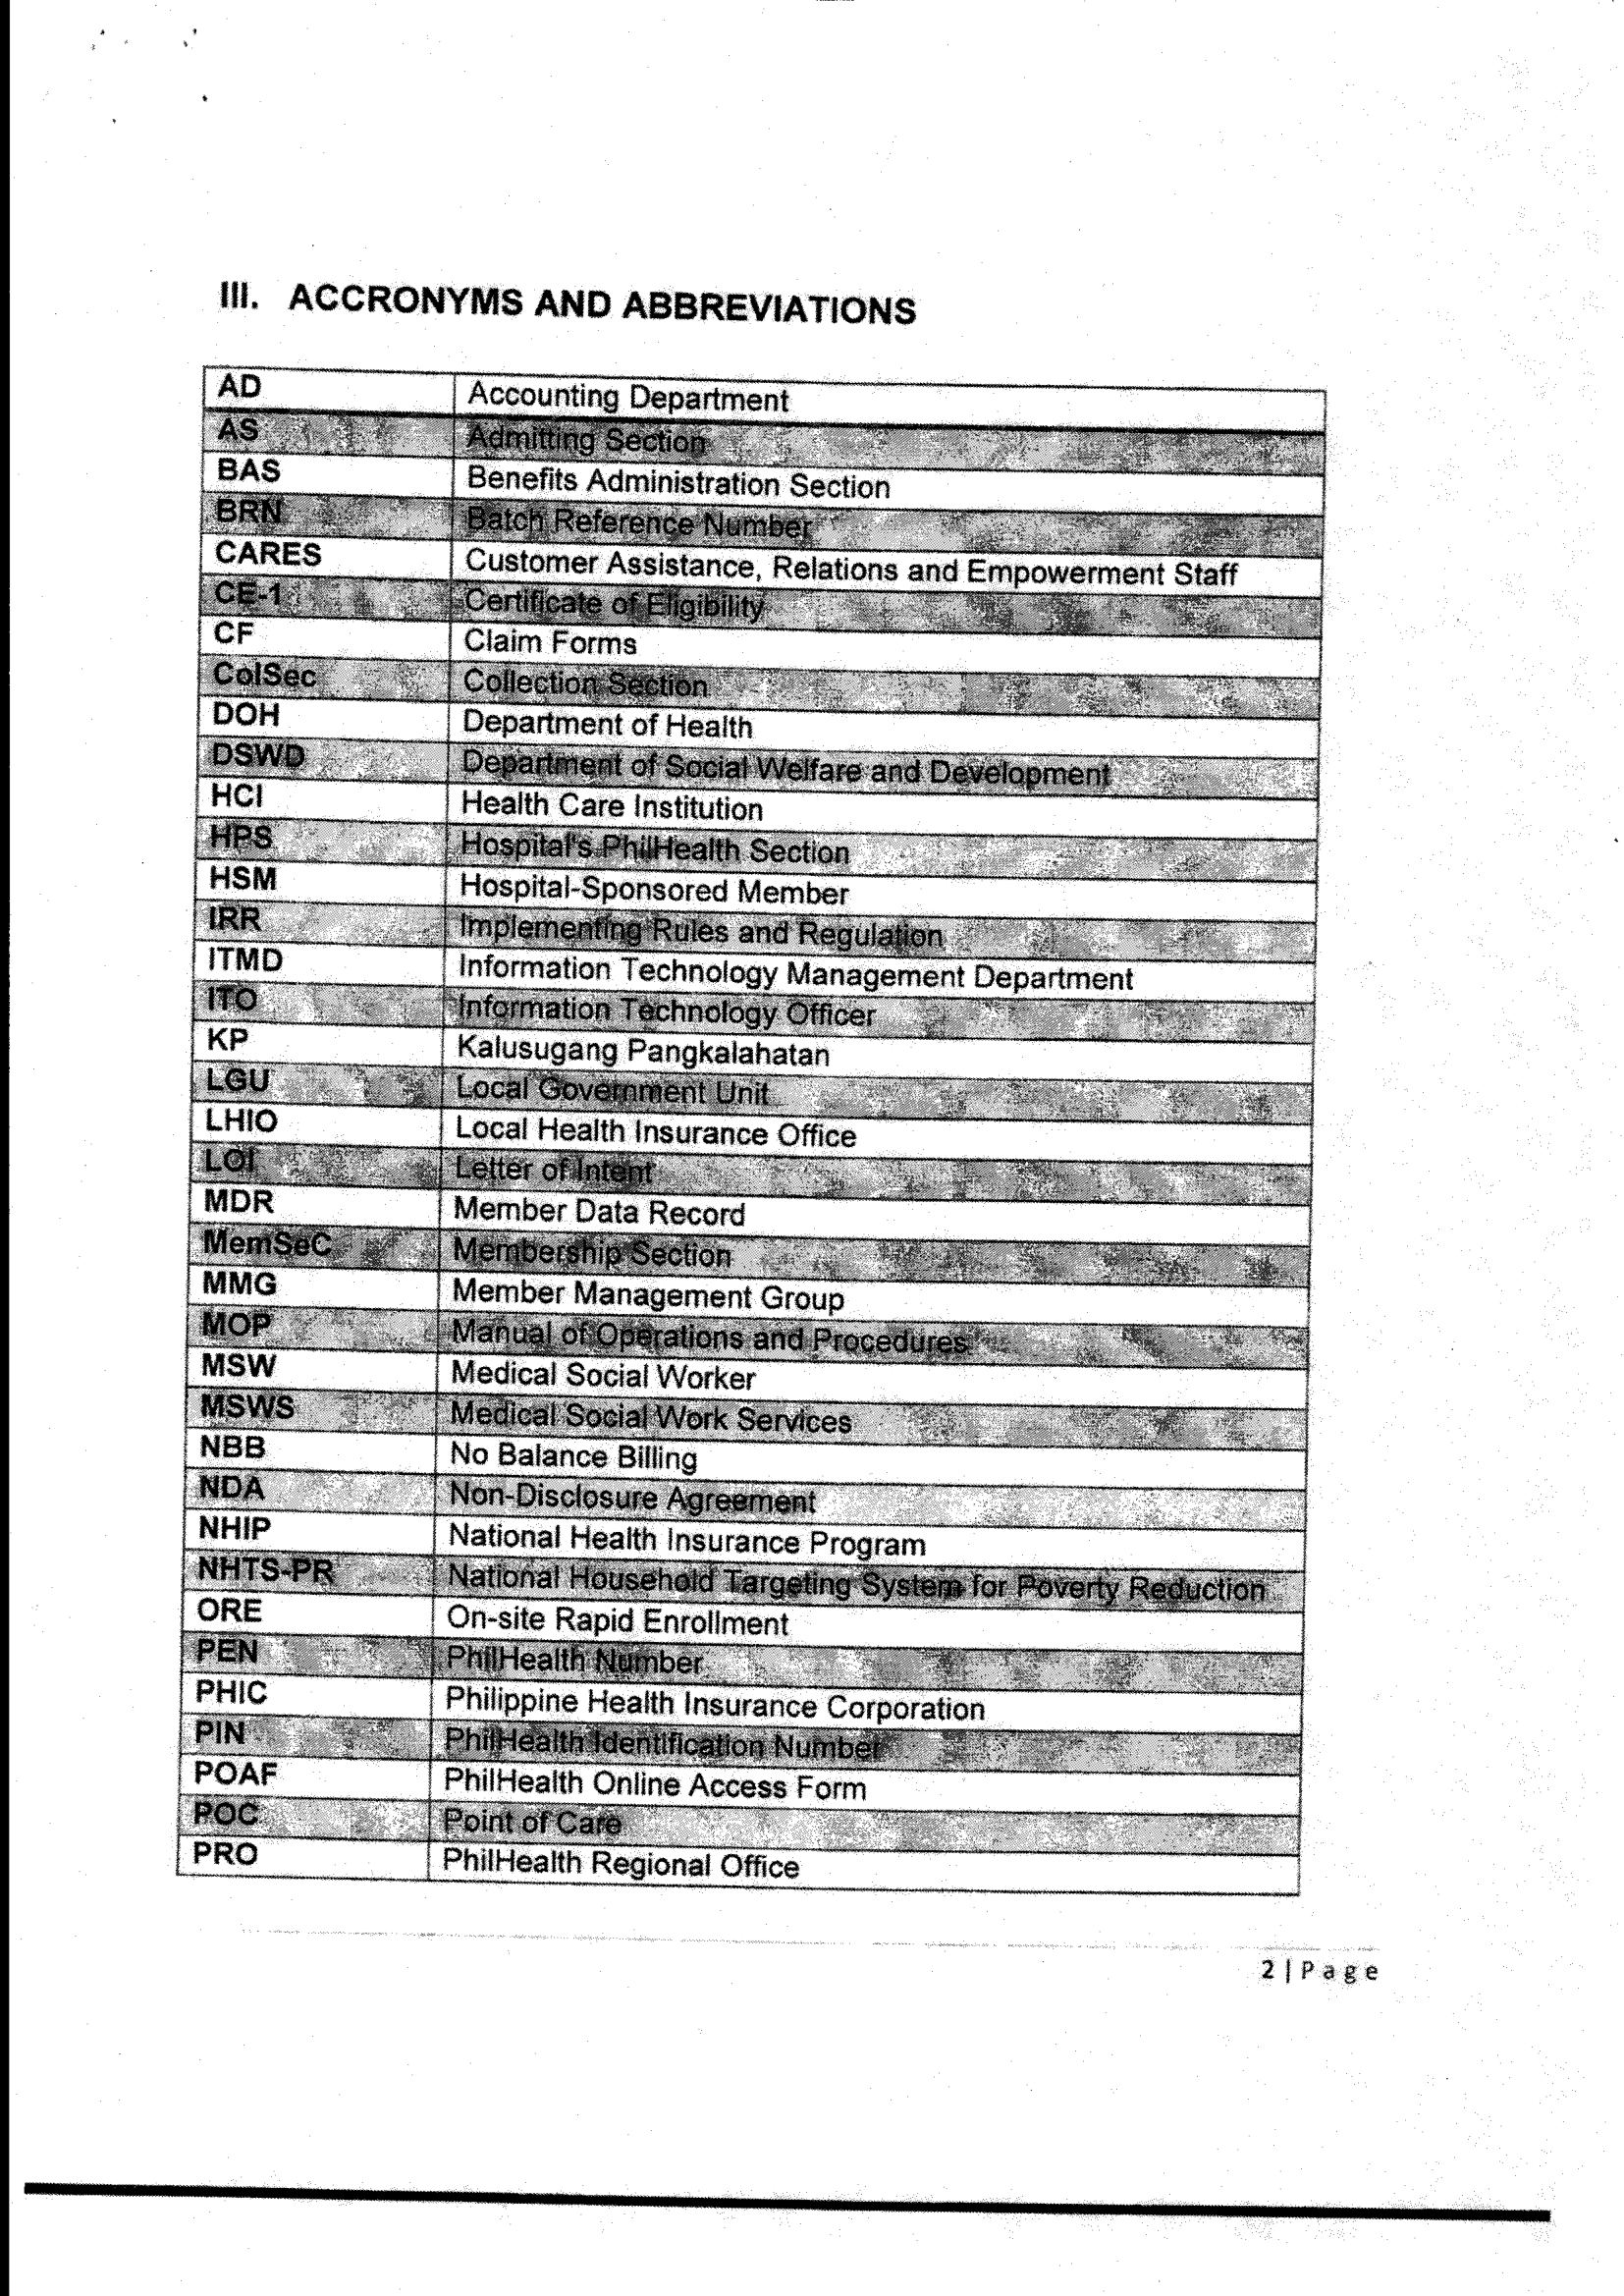 III. ACCRONYMS AND ABBREVIATIONS
AD Accounting Department
AS Admitting Section
BAS Benefits Administration Section
BRN Batch Reference Number
CARES Customer Assistance, Relations and Empowerment Staff
CE-1 Certificate of Eligibility
CF Claim Forms
ColSec Collection Section
DOH Department of Health
DSWD Department of Social Welfare and Development
HCI Health Care Institution
HPS Hospital's PhilHealth Section
HSM Hospital-Sponsored Member
IRR Implementing Rules and Regulation
ITMD Information Technology Management Department
ITO Information Technology Officer
KP Kalusugang Pangkalahatan
LGU Local Government Unit
LHIO Local Health Insurance Office
LOI Letter of Intent
MDR Member Data Record
MemSeC Membership Section
MMG Member Management Group
MOP Manual of Operations and Procedures
MSW Medical Social Worker
MSWS Medical Social Work Services
NBB No Balance Billing
NDA Non-Disclosure Agreement
NHIP National Health Insurance Program
NHTS-PR National Household Targeting System for Poverty Reduction
ORE On-site Rapid Enrollment
PEN PhilHealth Number
PHIC Philippine Health Insurance Corporation
PIN PhilHealth Identification Number
POAF PhilHealth Online Access Form
POC Point of Care
PRO PhilHealth Regional Office
2 | Page